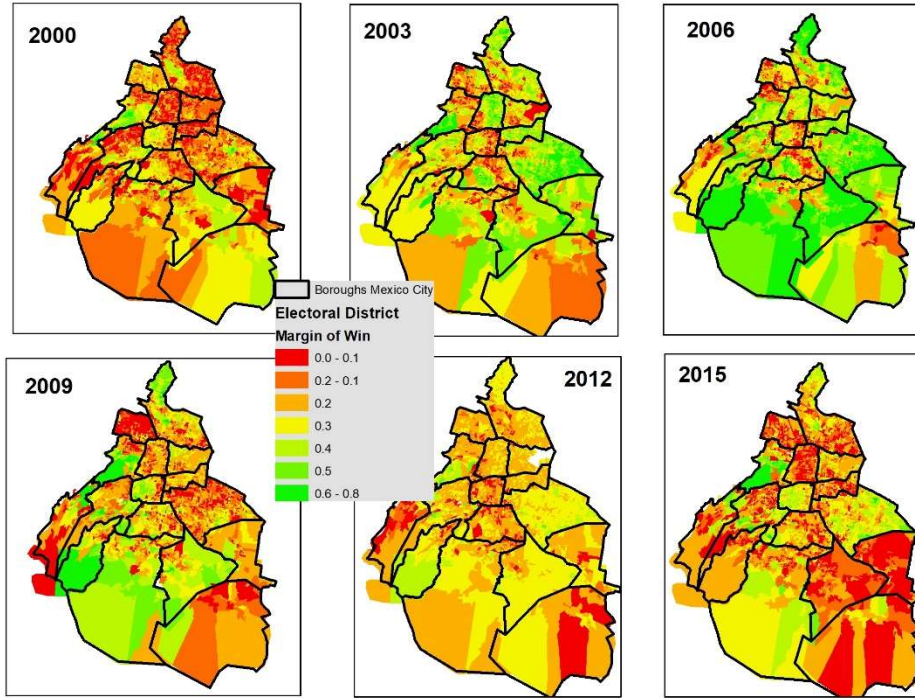 2000
2003
2006
Boroughs Mexico City
Electoral District
Margin of Win
0.0 - 0.1
0.2 - 0.1
0.2
0.3
0.4
0.5
0.6 - 0.8
2009
2012
2015